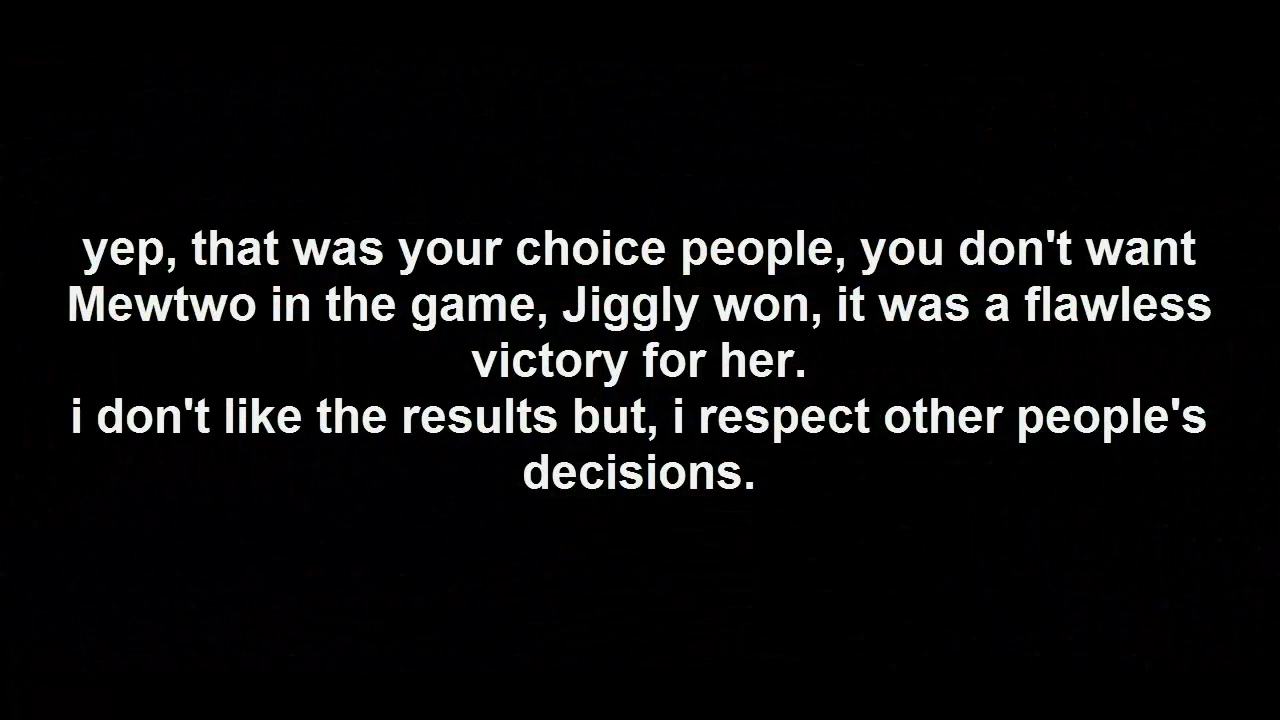 yep, that was your choice people, you don't want
Mewtwo in the game, Jiggly won, it was a flawless
victory for her.
i don't like the results but, i respect other people's
decisions.